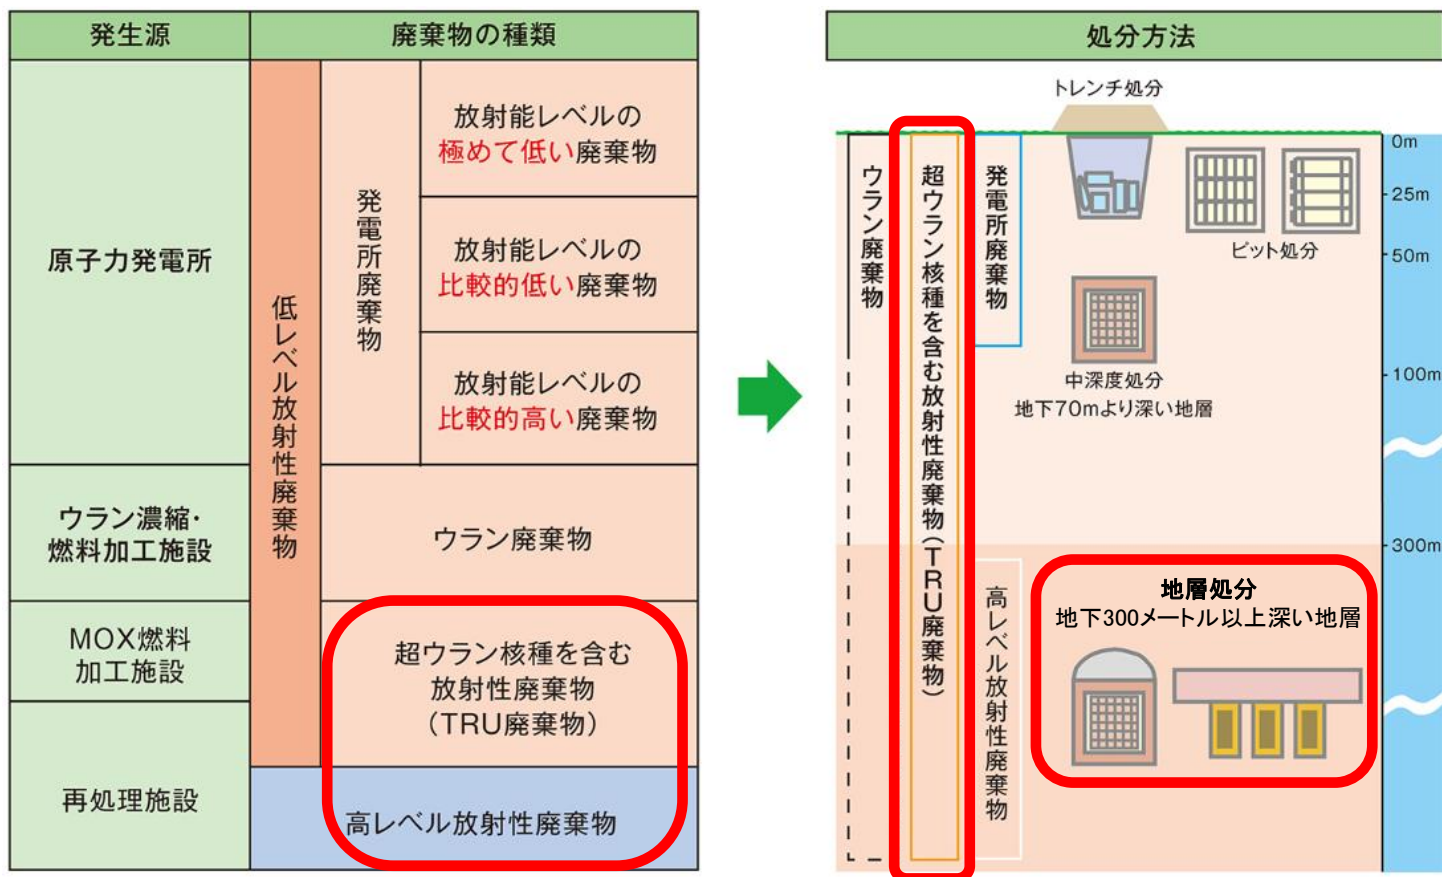 発生源
廃棄物の種類
原子力発電所
低レベル放射性廃棄物
発電所廃棄物
放射能レベルの
極めて低い廃棄物
放射能レベルの
比較的低い廃棄物
放射能レベルの
比較的高い廃棄物
ウラン濃縮・
燃料加工施設
ウラン廃棄物
MOX燃料
加工施設
超ウラン核種を含む
放射性廃棄物
（TRU廃棄物）
再処理施設
高レベル放射性廃棄物
処分方法
トレンチ処分
ウラン廃棄物
超ウラン核種を含む放射性廃棄物（TRU廃棄物）
発電所廃棄物
ピット処分
中深度処分
地下70mより深い地層
高レベル放射性廃棄物
地層処分
地下300メートル以上深い地層
0m
25m
50m
100m
300m